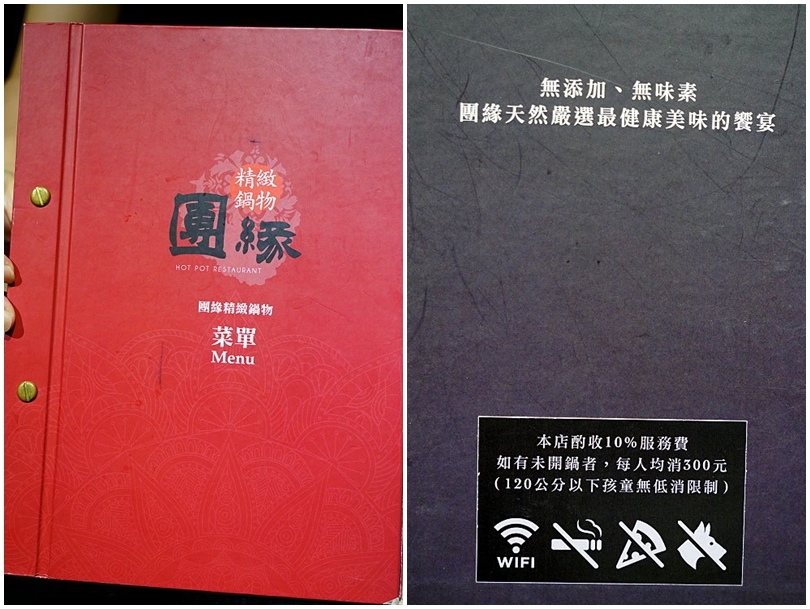 精緻
鍋物
團緣
HOT POT RESTAURANT
團緣精緻鍋物
菜單
Menu
無添加、無味素
團緣天然嚴選最健康美味的饗宴
本店酌收10%服務費
如有未開鍋者，每人均消300元
（120公分以下孩童無低消限制）
WIFI